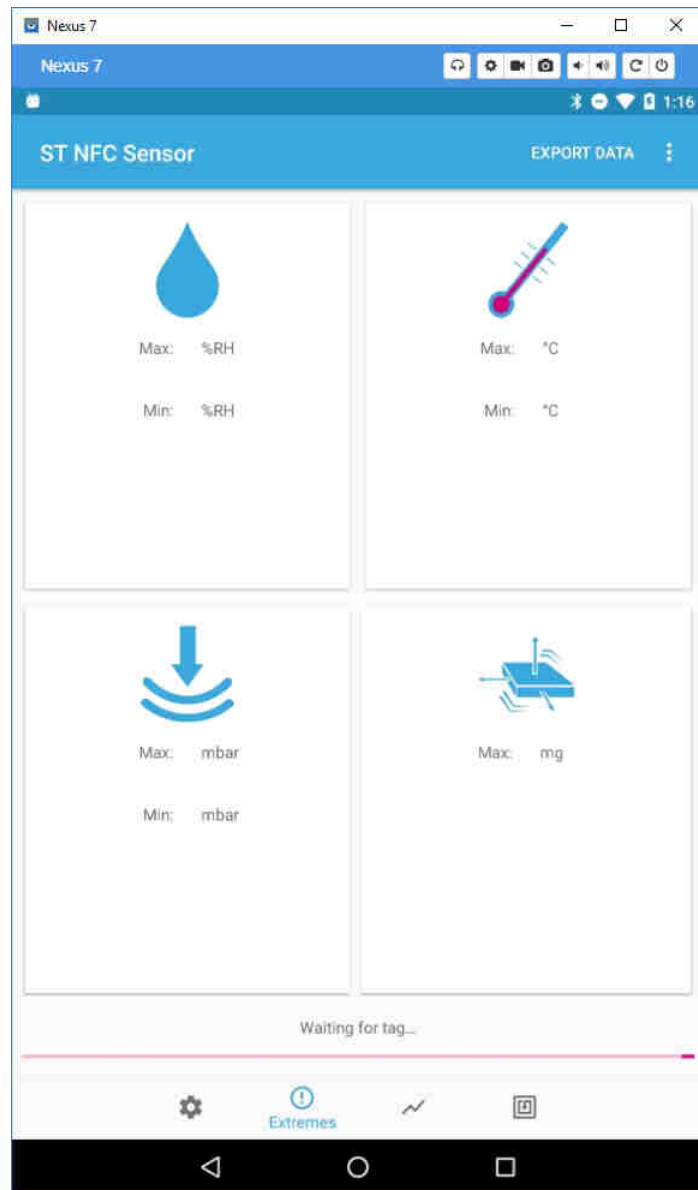 Nexus 7
Nexus 7
1:16
ST NFC Sensor EXPORT DATA
Max: %RH
Min: %RH
Max: °C
Min: °C
Max: mbar
Min: mbar
Max: mg
Waiting for tag...
Extremes